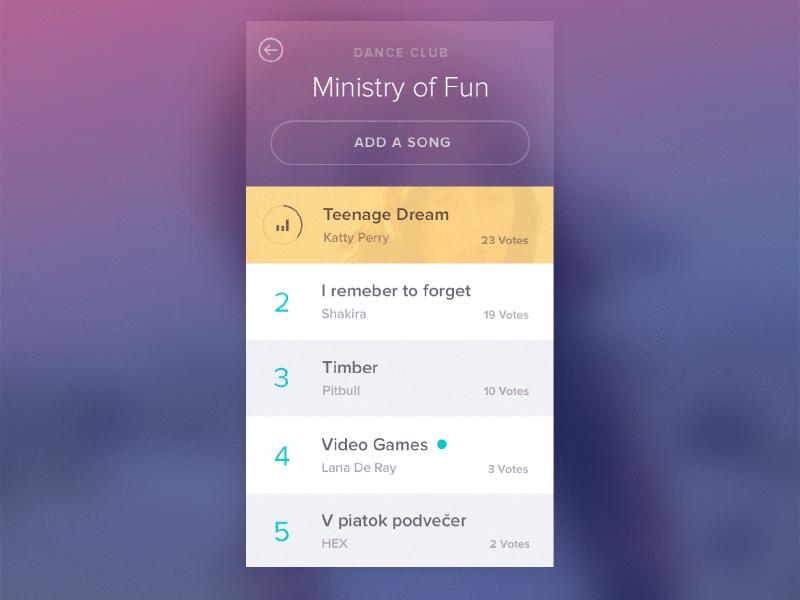 DANCE CLUB
Ministry of Fun
ADD A SONG
Teenage Dream
Katty Perry
23 Votes
2
I remeber to forget
Shakira
19 Votes
3
Timber
Pitbull
10 Votes
4
Video Games
Lana De Ray
3 Votes
5
V piatok podvečer
HEX
2 Votes